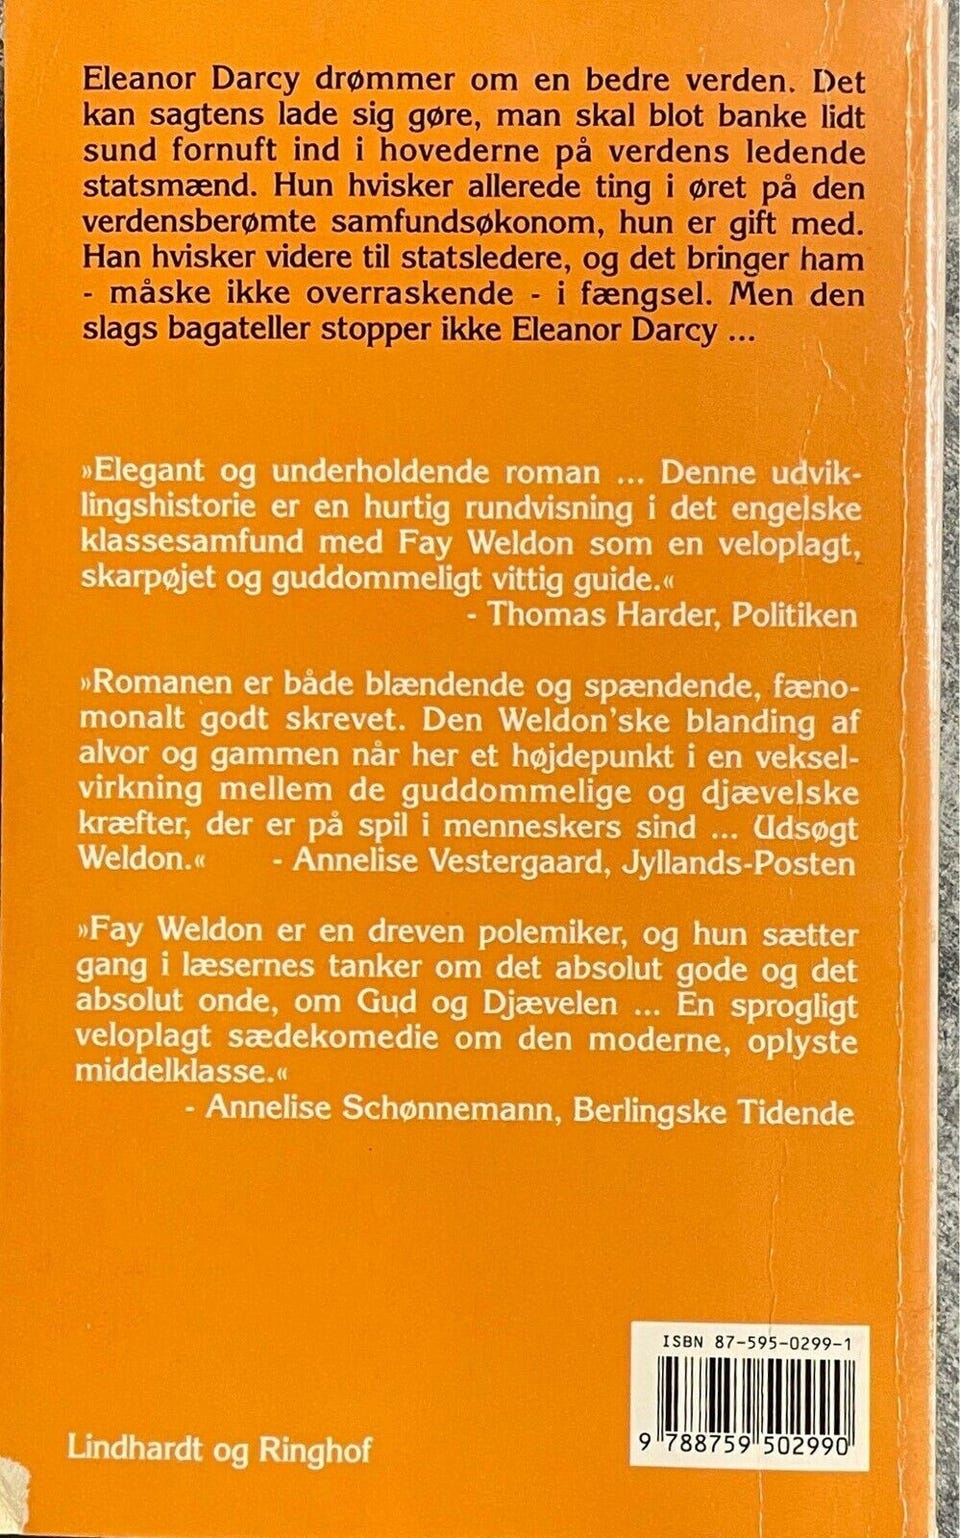 Eleanor Darcy drømmer om en bedre verden. Det
kan sagtens lade sig gøre, man skal blot banke lidt
sund fornuft ind i hovederne på verdens ledende
statsmænd. Hun hvisker allerede ting i øret på den
verdensberømte samfundsøkonom, hun er gift med.
Han hvisker videre til statsledere, og det bringer ham
- måske ikke overraskende - i fængsel. Men den
slags bagateller stopper ikke Eleanor Darcy ...
»Elegant og underholdende roman ... Denne udvik-
lingshistorie er en hurtig rundvisning i det engelske
klassesamfund med Fay Weldon som en veloplagt,
skarpøjet og guddommeligt vittig guide.«
- Thomas Harder, Politiken
»Romanen er både blændende og spændende, fæno-
monalt godt skrevet. Den Weldon'ske blanding af
alvor og gammen når her et højdepunkt i en veksel-
virkning mellem de guddommelige og djævelske
kræfter, der er på spil i menneskers sind ... Udsøgt
Weldon.« - Annelise Vestergaard, Jyllands-Posten
»Fay Weldon er en dreven polemiker, og hun sætter
gang i læsernes tanker om det absolut gode og det
absolut onde, om Gud og Djævelen ... En sprogligt
veloplagt sædekomedie om den moderne, oplyste
middelklasse.«
- Annelise Schønnemann, Berlingske Tidende
ISBN 87-595-0299-1
9 788759 502990
Lindhardt og Ringhof